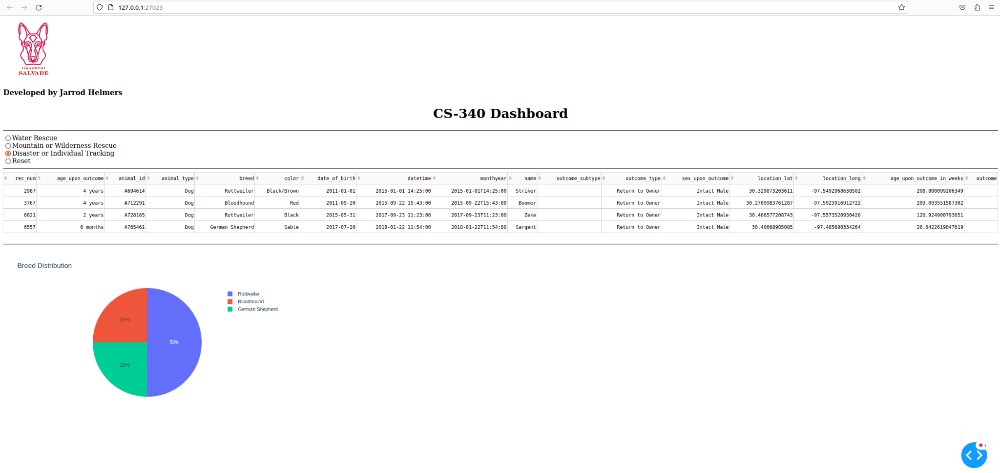 127.0.0.1:27023
GRAZIOSO
SALVARE
Developed by Jarrod Helmers
CS-340 Dashboard
Water Rescue
Mountain or Wilderness Rescue
Disaster or Individual Tracking
Reset
rec_num age_upon_outcome animal_id animal_type breed color date_of_birth datetime monthyear name outcome_subtype outcome_type sex_upon_outcome location_lat location_long age_upon_outcome_in_weeks outcome
2987 4 years A694614 Dog Rottweiler Black/Brown 2011-01-01 2015-01-01 14:25:00 2015-01-01T14:25:00 Striker Return to Owner Intact Male 30.329873203611 -97.5492968638502 208.800099206349
3767 4 years A712291 Dog Bloodhound Red 2011-09-20 2015-09-22 15:43:00 2015-09-22T15:43:00 Boomer Return to Owner Intact Male 30.2709983761287 -97.5923916912722 209.093551587302
6021 2 years A728165 Dog Rottweiler Black 2015-05-31 2017-09-23 11:23:00 2017-09-23T11:23:00 Zeke Return to Owner Intact Male 30.466577208743 -97.5573520930426 120.924900793651
6557 6 months A765461 Dog German Shepherd Sable 2017-07-20 2018-01-22 11:54:00 2018-01-22T11:54:00 Sargent Return to Owner Intact Male 30.40668985085 -97.485680334264 26.6422619047619
Breed Distribution
Rottweiler
Bloodhound
German Shepherd
25%
50%
25%
1